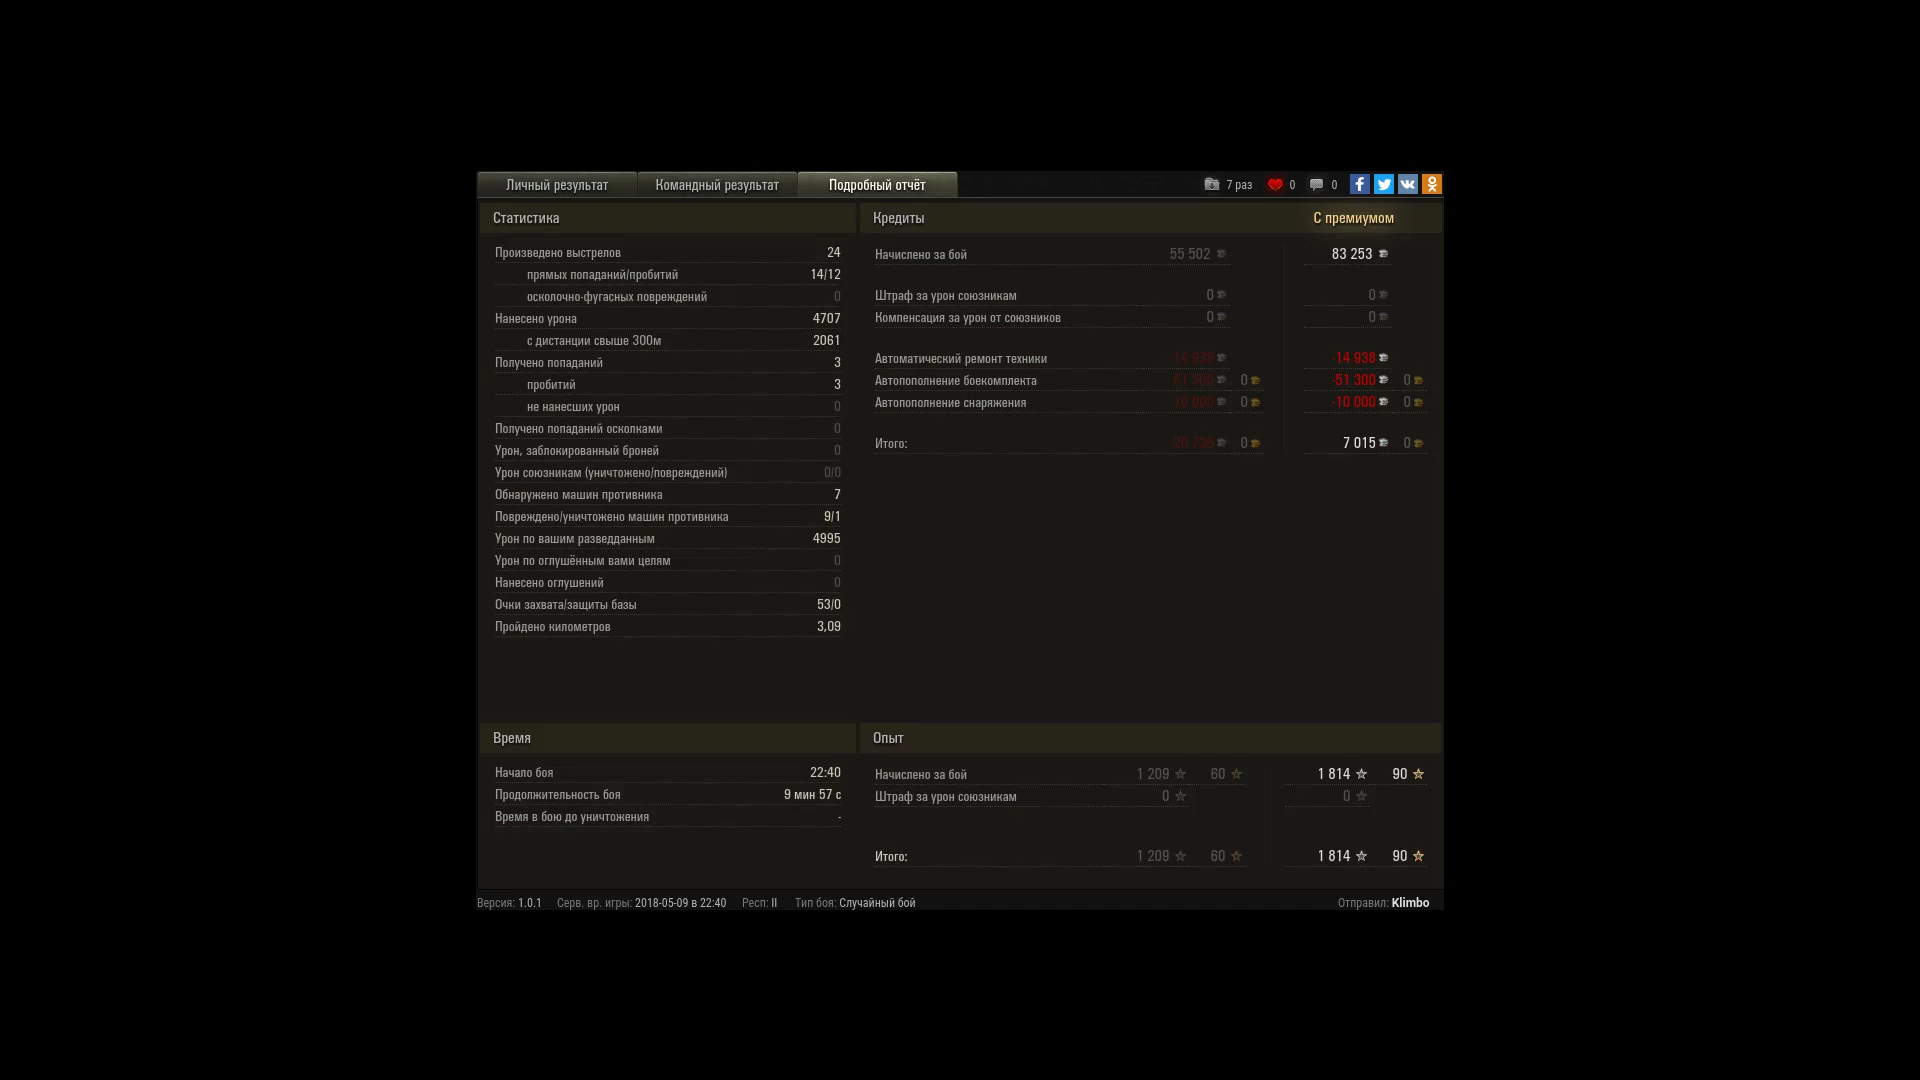 Личный результат Командный результат Подробный отчёт 7 раз 0 0
Статистика
Произведено выстрелов 24
прямых попаданий/пробитий 14/12
осколочно-фугасных повреждений 0
Нанесено урона 4707
с дистанции свыше 300м 2061
Получено попаданий 3
пробитий 3
не нанесших урон 0
Получено попаданий осколками 0
Урон, заблокированный броней 0
Урон союзникам (уничтожено/повреждений) 0/0
Обнаружено машин противника 7
Повреждено/уничтожено машин противника 9/1
Урон по вашим разведданным 4995
Урон по оглушённым вами целям 0
Нанесено оглушений 0
Очки захвата/защиты базы 53/0
Пройдено километров 3,09
Кредиты С премиумом
Начислено за бой 55 502 83 253
Штраф за урон союзникам 0 0
Компенсация за урон от союзников 0 0
Автоматический ремонт техники -14 938 -14 938
Автопополнение боекомплекта 0 -51 300 0
Автопополнение снаряжения 0 -10 000 0
Итого: 0 7 015 0
Время
Начало боя 22:40
Продолжительность боя 9 мин 57 с
Время в бою до уничтожения -
Опыт
Начислено за бой 1 209 60 1 814 90
Штраф за урон союзникам 0 0
Итого: 1 209 60 1 814 90
Версия: 1.0.1 Серв. вр. игры: 2018-05-09 в 22:40 Респ: II Тип боя: Случайный бой Отправил: Klimbo